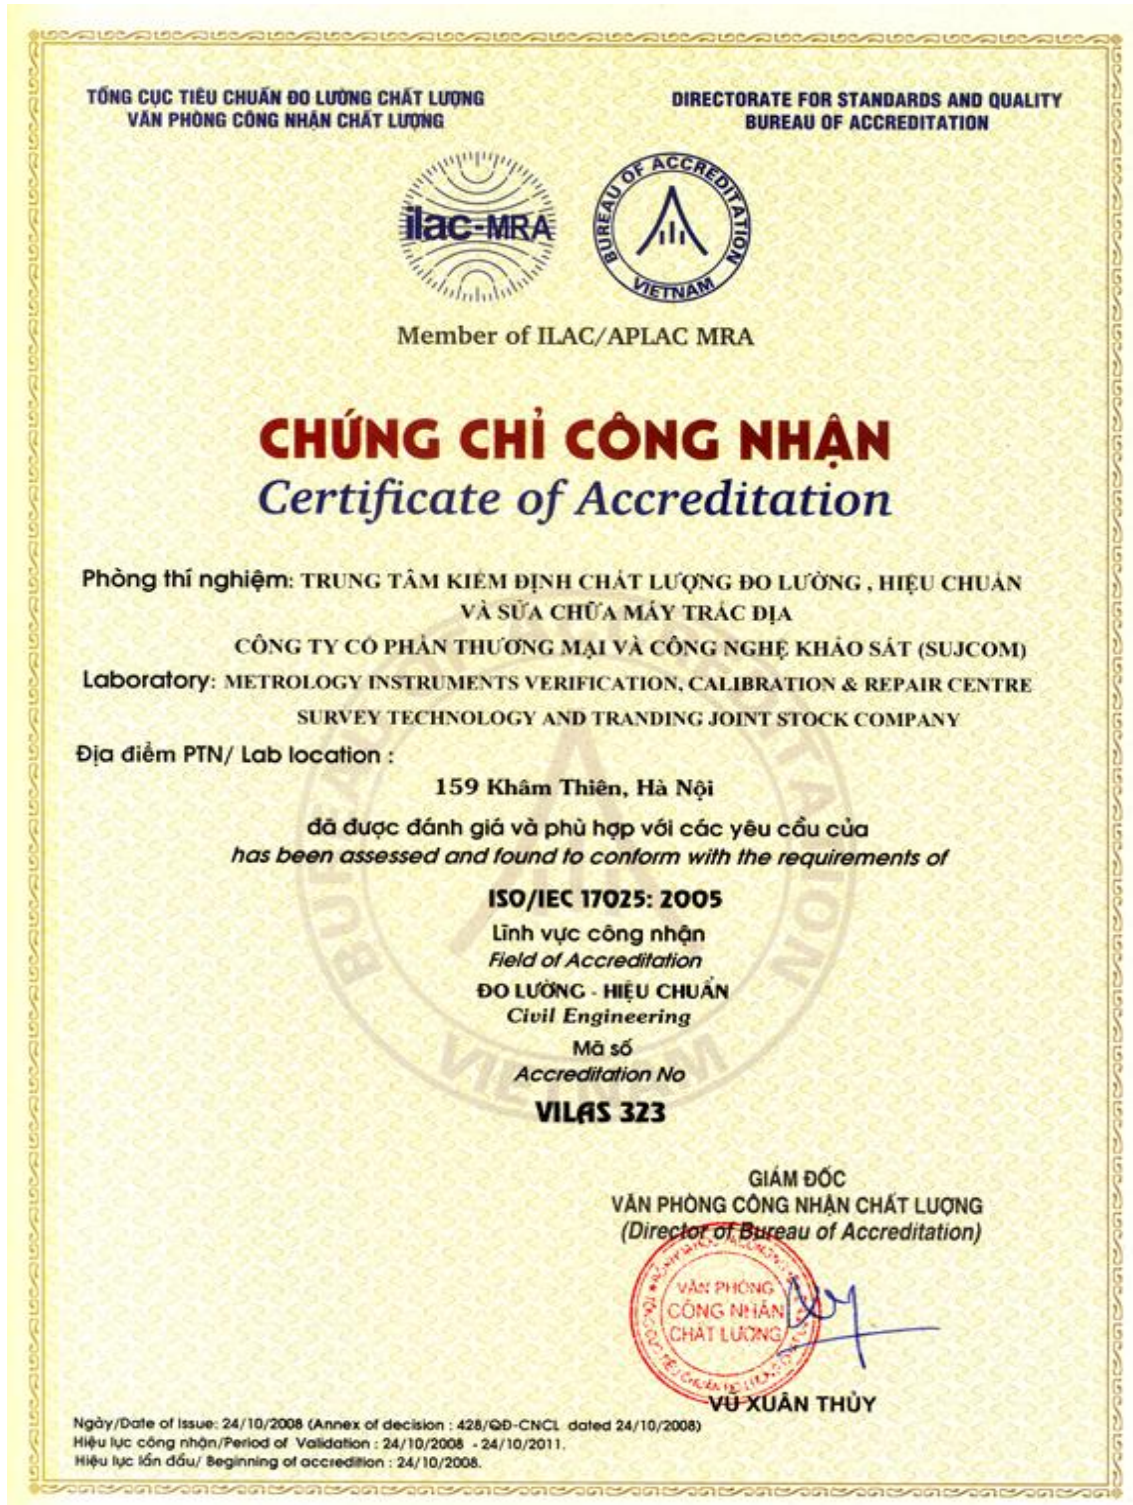 TỔNG CỤC TIÊU CHUẨN ĐO LƯỜNG CHẤT LƯỢNG
VĂN PHÒNG CÔNG NHẬN CHẤT LƯỢNG
DIRECTORATE FOR STANDARDS AND QUALITY
BUREAU OF ACCREDITATION
ilac-MRA
BUREAU OF ACCREDITATION
VIETNAM
Member of ILAC/APLAC MRA
CHỨNG CHỈ CÔNG NHẬN
Certificate of Accreditation
Phòng thí nghiệm: TRUNG TÂM KIỂM ĐỊNH CHẤT LƯỢNG ĐO LƯỜNG , HIỆU CHUẨN
VÀ SỬA CHỮA MÁY TRẮC ĐỊA
CÔNG TY CỔ PHẦN THƯƠNG MẠI VÀ CÔNG NGHỆ KHẢO SÁT (SUJCOM)
Laboratory: METROLOGY INSTRUMENTS VERIFICATION, CALIBRATION & REPAIR CENTRE
SURVEY TECHNOLOGY AND TRANDING JOINT STOCK COMPANY
Địa điểm PTN/ Lab location :
159 Khâm Thiên, Hà Nội
đã được đánh giá và phù hợp với các yêu cầu của
has been assessed and found to conform with the requirements of
ISO/IEC 17025: 2005
Lĩnh vực công nhận
Field of Accreditation
ĐO LƯỜNG - HIỆU CHUẨN
Civil Engineering
Mã số
Accreditation No
VILAS 323
GIÁM ĐỐC
VĂN PHÒNG CÔNG NHẬN CHẤT LƯỢNG
(Director of Bureau of Accreditation)
VĂN PHÒNG
CÔNG NHẬN
CHẤT LƯỢNG
VŨ XUÂN THỦY
Ngày/Date of Issue: 24/10/2008 (Annex of decision : 428/QĐ-CNCL dated 24/10/2008)
Hiệu lực công nhận/Period of Validation : 24/10/2008 - 24/10/2011.
Hiệu lực lần đầu/ Beginning of accredition : 24/10/2008.